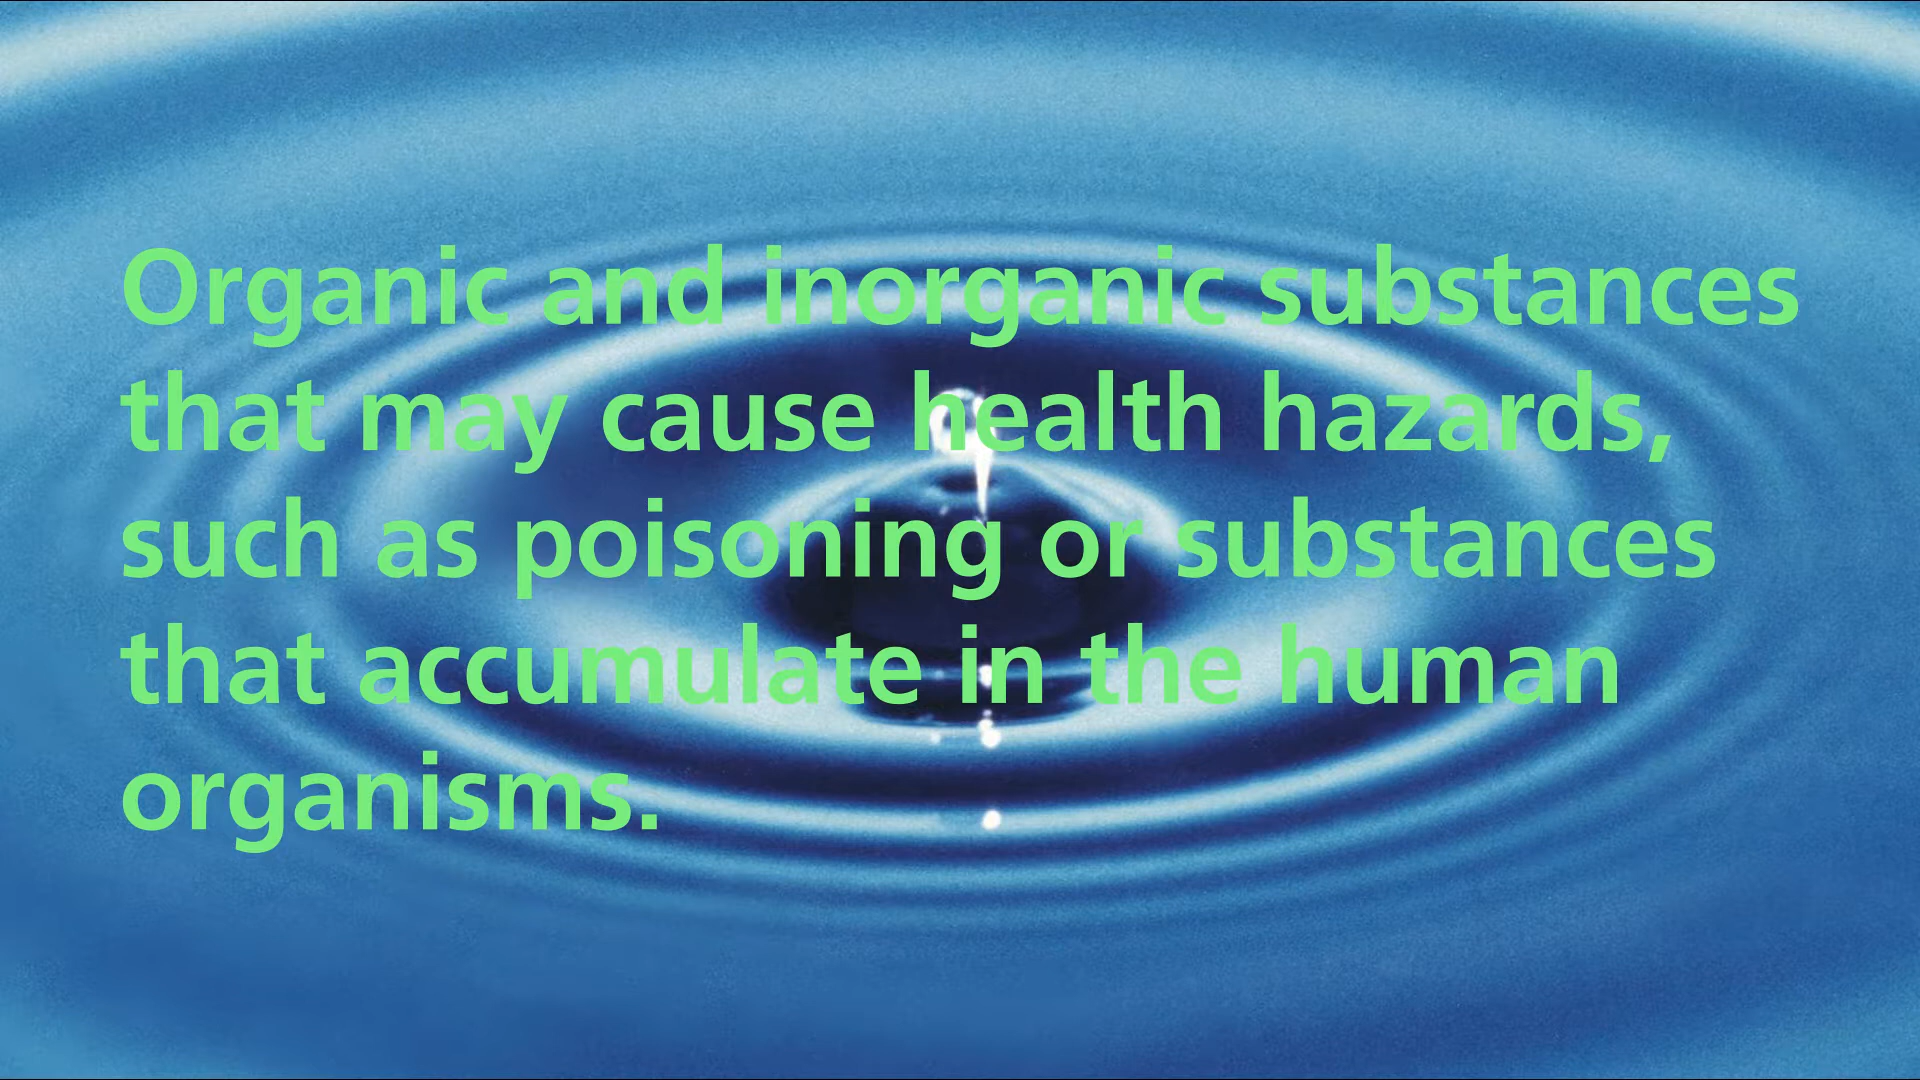 Organic and inorganic substances
that may cause health hazards,
such as poisoning or substances
that accumulate in the human
organisms.